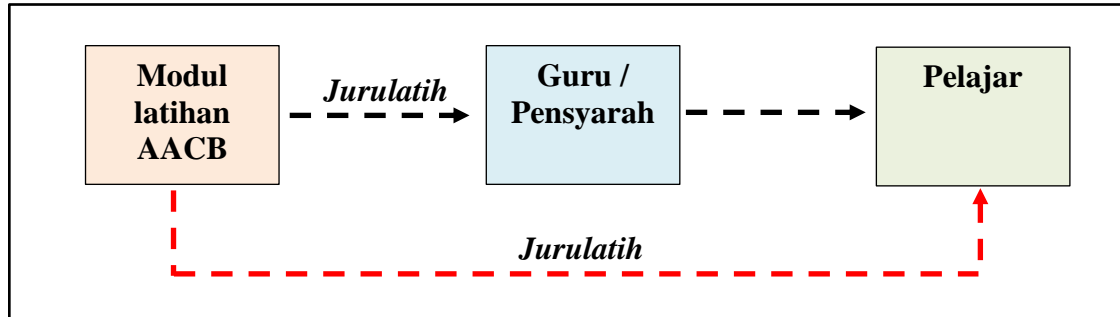 Modul
latihan
AACB
Jurulatih
Guru /
Pensyarah
Pelajar
Jurulatih